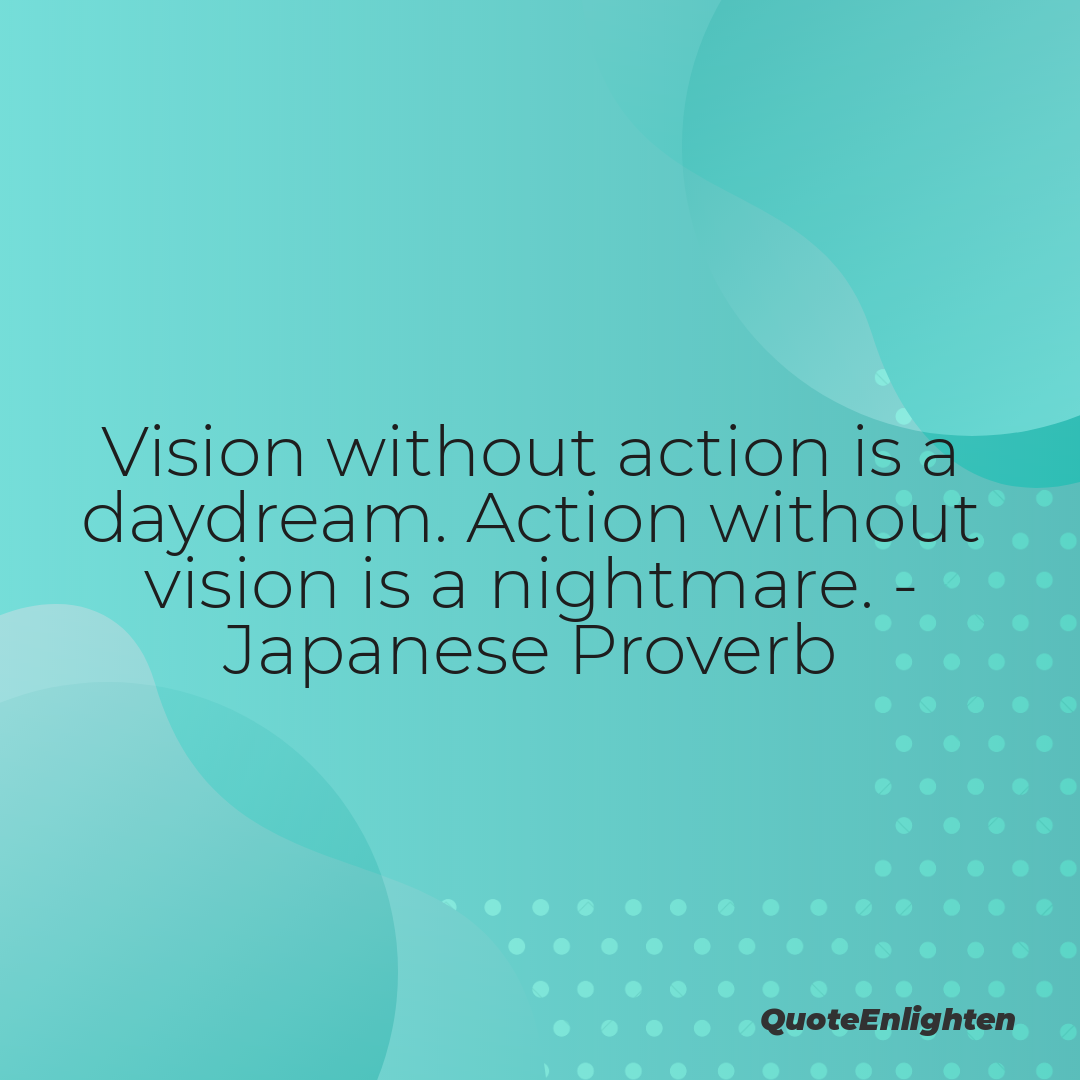 Vision without action is a
daydream. Action without
vision is a nightmare. -
Japanese Proverb
QuoteEnlighten